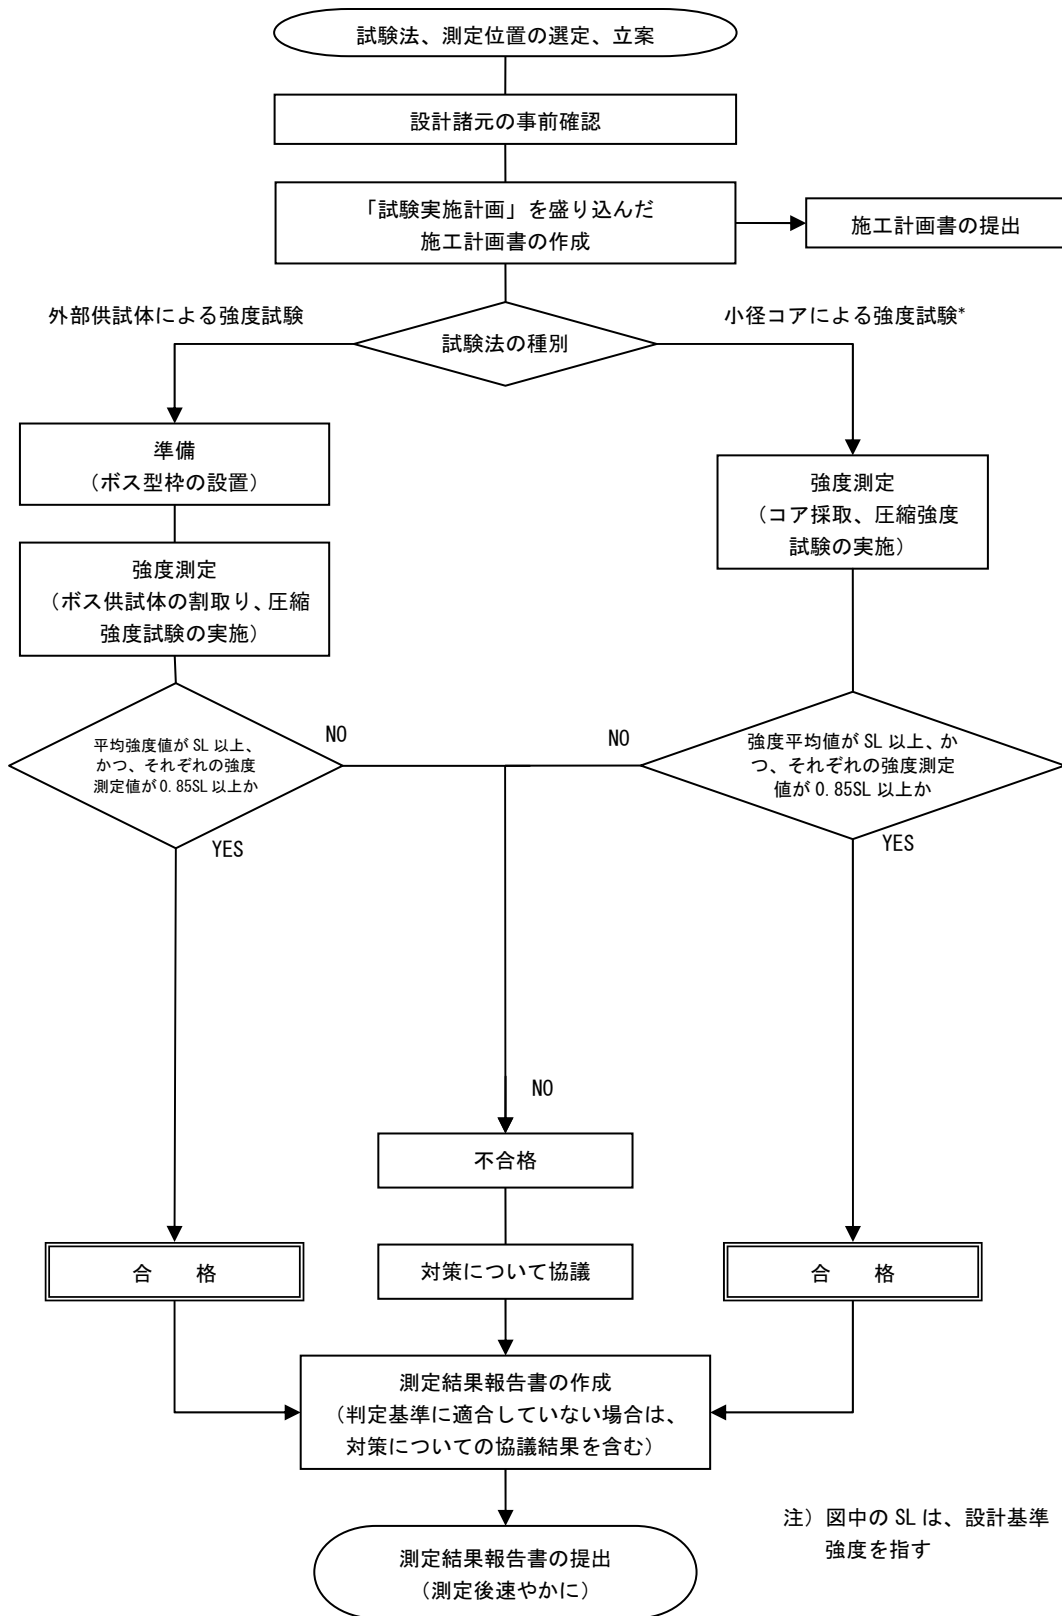 試験法、測定位置の選定、立案
設計諸元の事前確認
「試験実施計画」を盛り込んだ
施工計画書の作成
施工計画書の提出
外部供試体による強度試験
小径コアによる強度試験*
試験法の種別
準備
（ボス型枠の設置）
強度測定
（ボス供試体の割取り、圧縮
強度試験の実施）
強度測定
（コア採取、圧縮強度
試験の実施）
平均強度値が SL 以上、
かつ、それぞれの強度
測定値が 0.85SL 以上か
NO
NO
強度平均値が SL 以上、か
つ、それぞれの強度測定
値が 0.85SL 以上か
YES
YES
NO
不合格
合　　格
対策について協議
合　　格
測定結果報告書の作成
（判定基準に適合していない場合は、
対策についての協議結果を含む）
測定結果報告書の提出
（測定後速やかに）
注）図中の SL は、設計基準
強度を指す